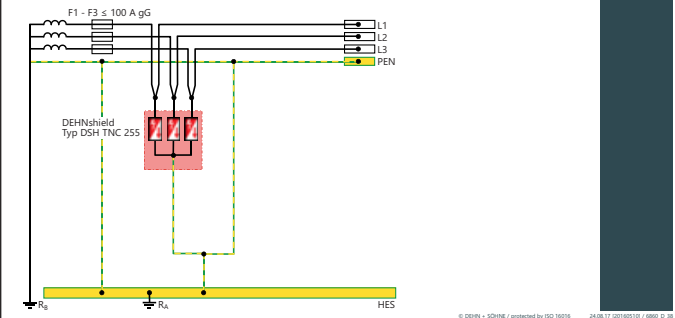 F1 - F3 ≤ 100 A gG
L1
L2
L3
PEN
DEHNshield
Typ DSH TNC 255
RB
RA
HES
© DEHN + SÖHNE / protected by ISO 16016 24.08.17 (20160510) / 6860_D_38